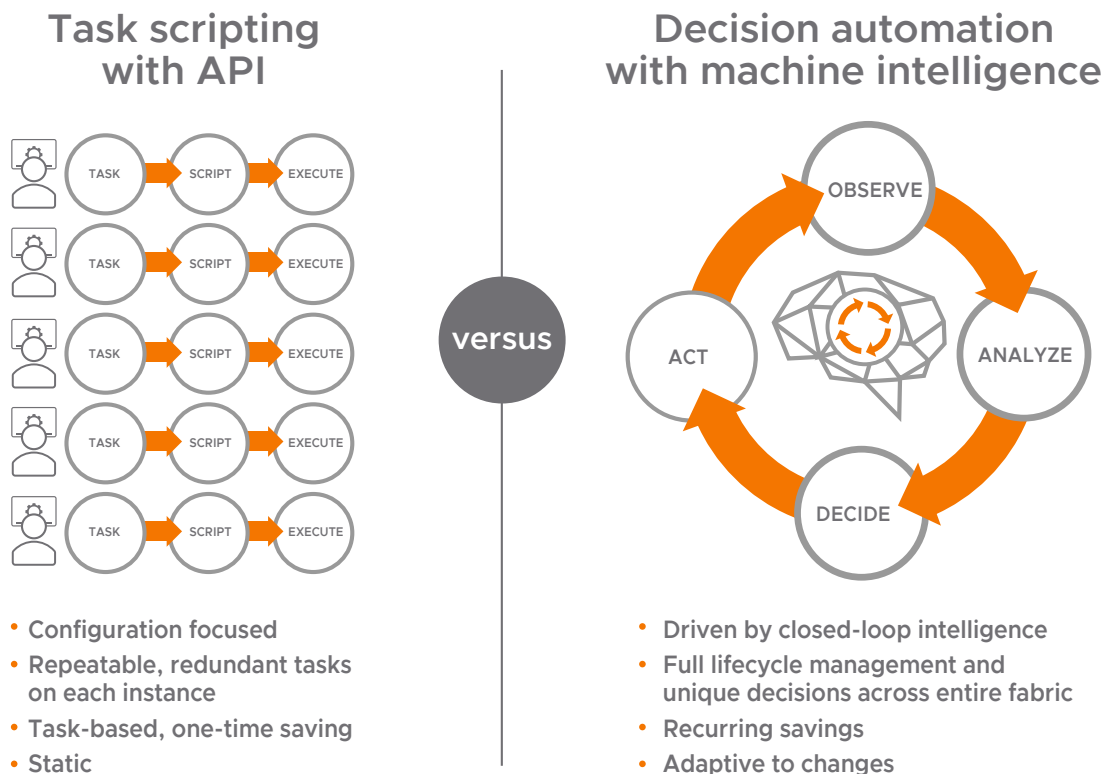 Task scripting
with API
TASK
SCRIPT
EXECUTE
TASK
SCRIPT
EXECUTE
TASK
SCRIPT
EXECUTE
TASK
SCRIPT
EXECUTE
TASK
SCRIPT
EXECUTE
• Configuration focused
• Repeatable, redundant tasks
on each instance
• Task-based, one-time saving
• Static
versus
Decision automation
with machine intelligence
OBSERVE
ANALYZE
DECIDE
ACT
• Driven by closed-loop intelligence
• Full lifecycle management and
unique decisions across entire fabric
• Recurring savings
• Adaptive to changes